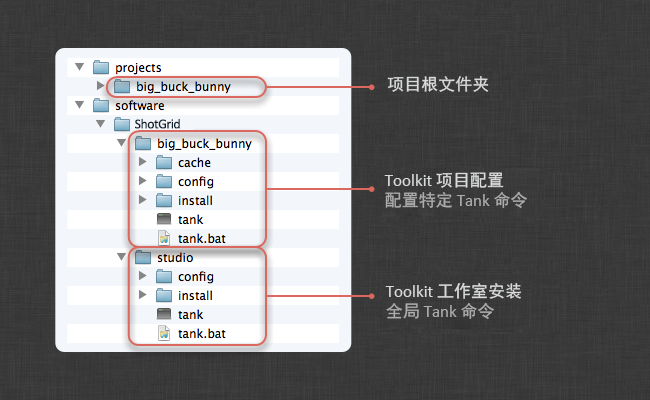 projects
big_buck_bunny
项目根文件夹
software
ShotGrid
big_buck_bunny
cache
config
install
tank
tank.bat
Toolkit 项目配置
配置特定 Tank 命令
studio
config
install
tank
tank.bat
Toolkit 工作室安装
全局 Tank 命令